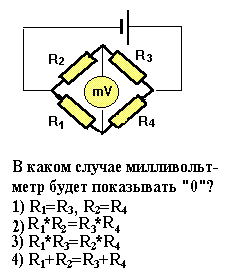 R2
R3
mV
R1
R4
В каком случае милливольт-
метр будет показывать "0"?
1) R1=R3, R2=R4
2) R1*R2=R3*R4
3) R1*R3=R2*R4
4) R1+R2=R3+R4